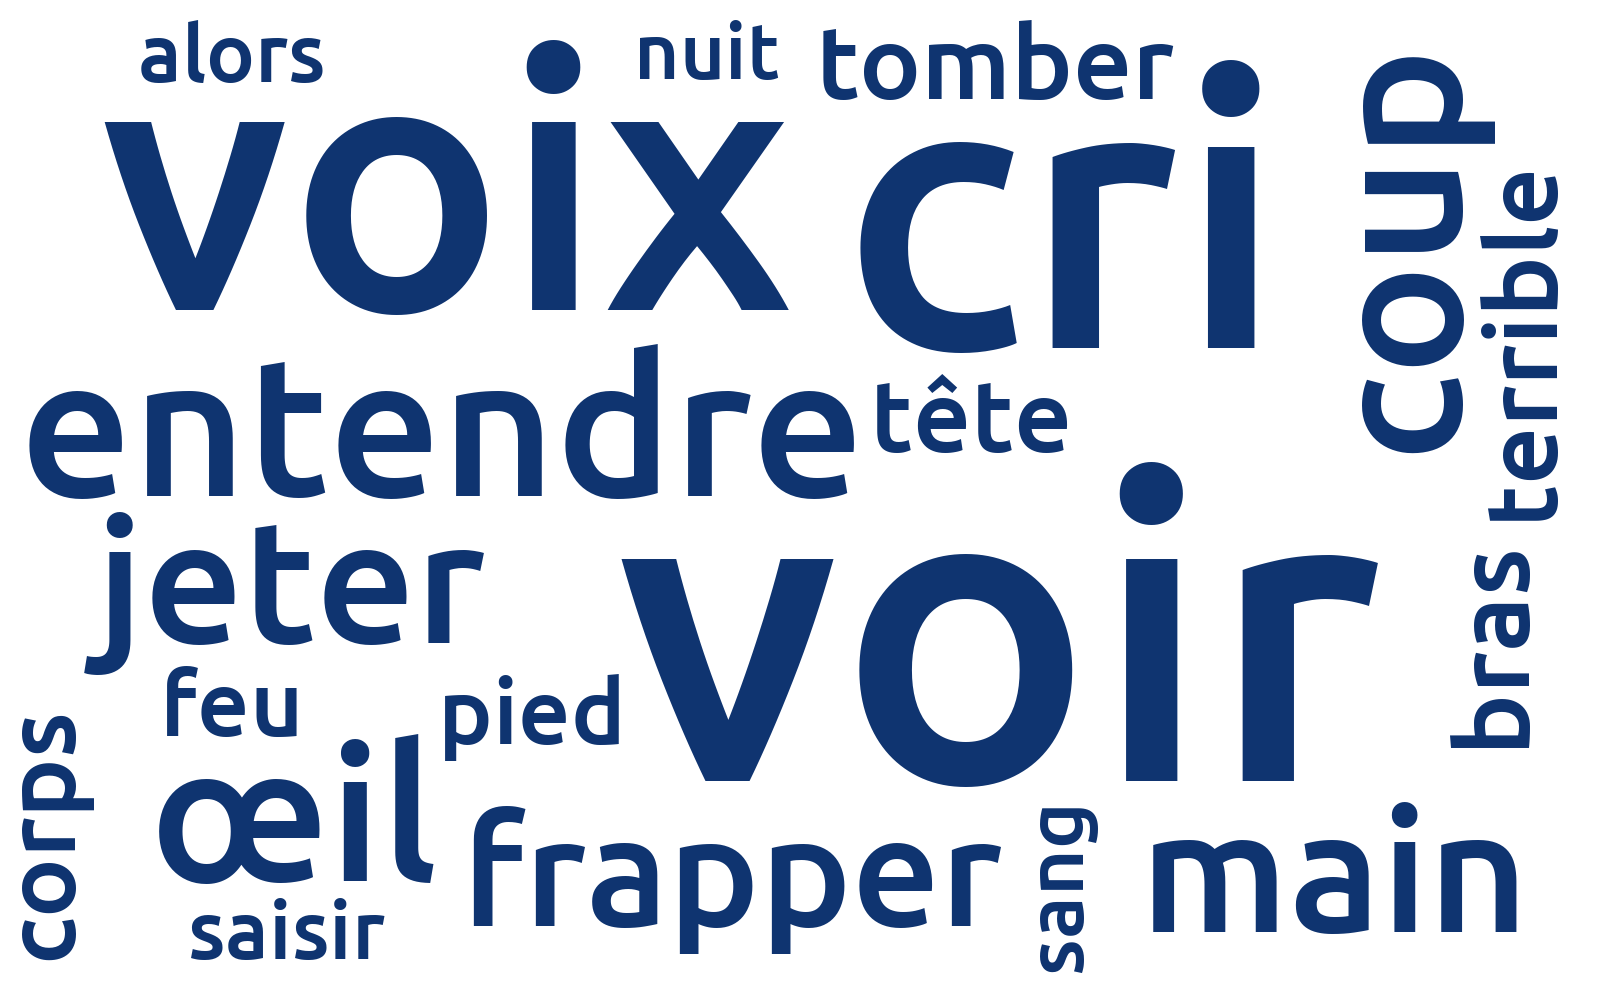 alors
nuit
tomber
voix
cri
coup
terrible
entendre
tête
jeter
voir
bras
feu
pied
corps
œil
frapper
sang
main
saisir